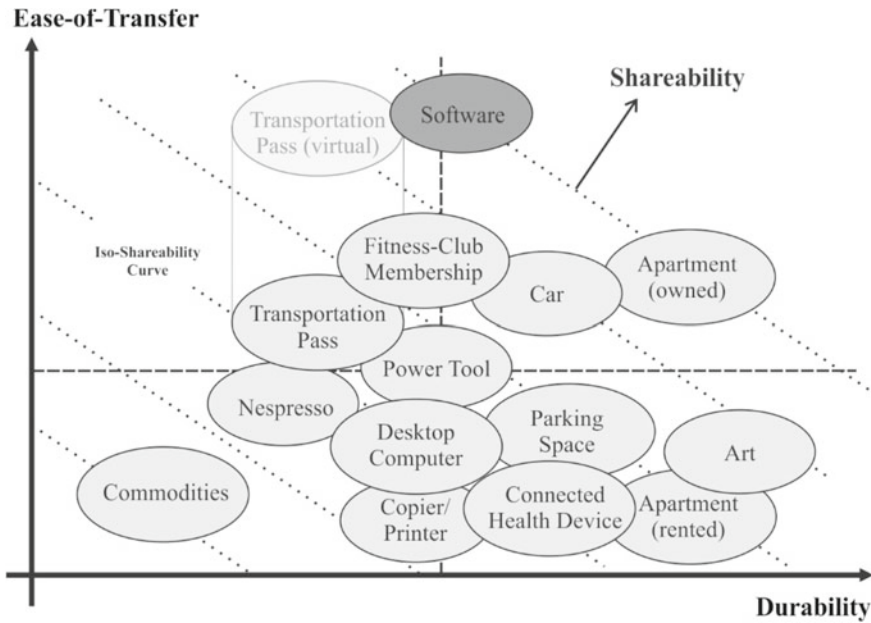 Ease-of-Transfer
Shareability
Transportation
Pass (virtual)
Software
Iso-Shareability
Curve
Fitness-Club
Membership
Car
Apartment
(owned)
Transportation
Pass
Power Tool
Nespresso
Desktop
Computer
Parking
Space
Art
Commodities
Copier/
Printer
Connected
Health Device
Apartment
(rented)
Durability